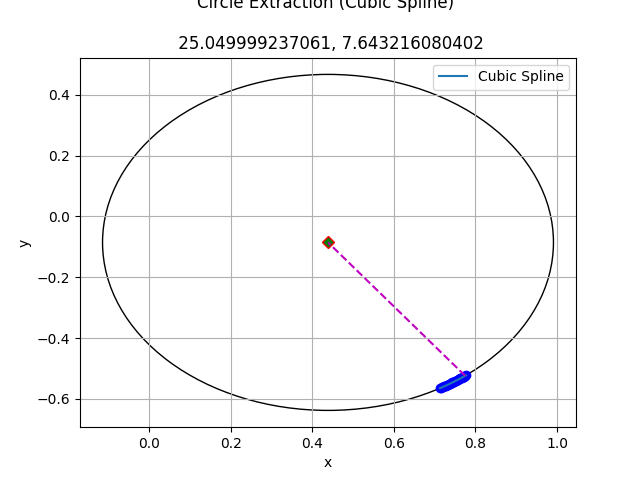 Circle Extraction (Cubic Spline)
25.049999237061, 7.643216080402
Cubic Spline
0.4
0.2
0.0
−0.2
−0.4
−0.6
y
0.0 0.2 0.4 0.6 0.8 1.0
x